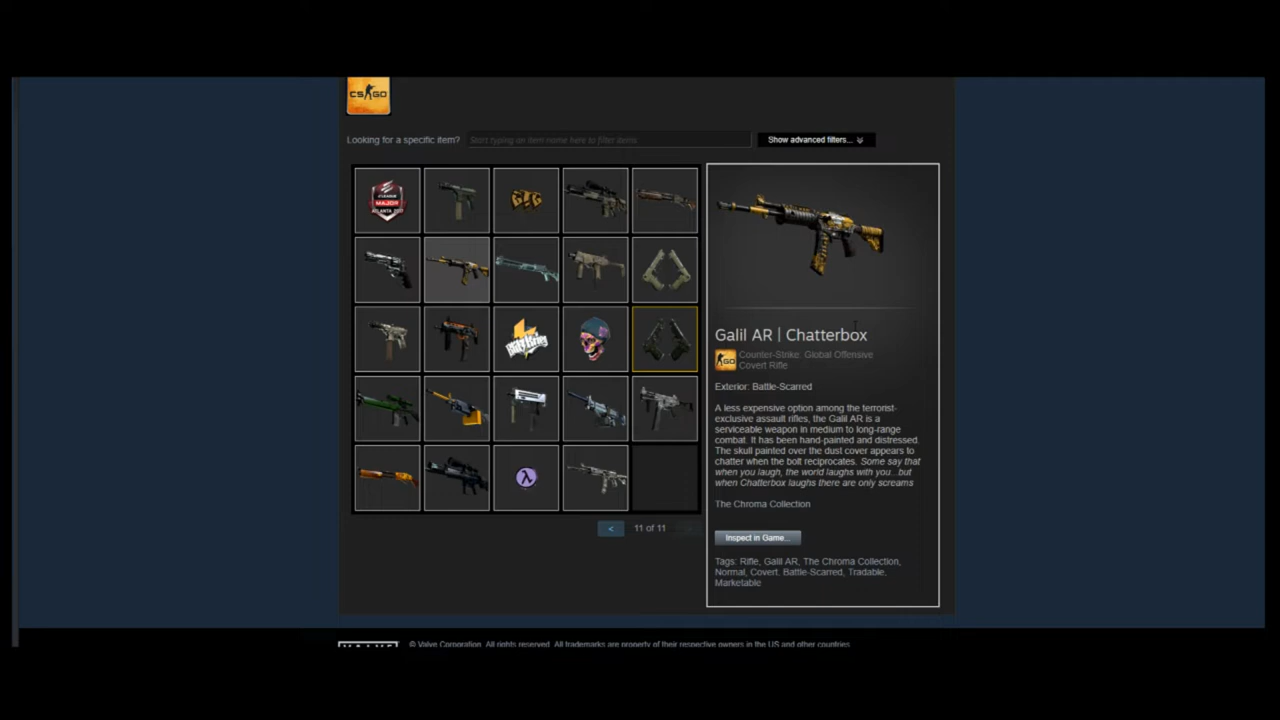 CS GO
Looking for a specific item?
Start typing an item name here to filter items
Show advanced filters...
ELEAGUE
MAJOR
ATLANTA 2017
Galil AR | Chatterbox
GO
Counter-Strike: Global Offensive
Covert Rifle
Exterior: Battle-Scarred
A less expensive option among the terrorist-
exclusive assault rifles, the Galil AR is a
serviceable weapon in medium to long-range
combat. It has been hand-painted and distressed.
The skull painted over the dust cover appears to
chatter when the bolt reciprocates. Some say that
when you laugh, the world laughs with you...but
when Chatterbox laughs there are only screams
The Chroma Collection
Inspect in Game...
Tags: Rifle, Galil AR, The Chroma Collection,
Normal, Covert, Battle-Scarred, Tradable,
Marketable
< 11 of 11
© Valve Corporation. All rights reserved. All trademarks are property of their respective owners in the US and other countries.